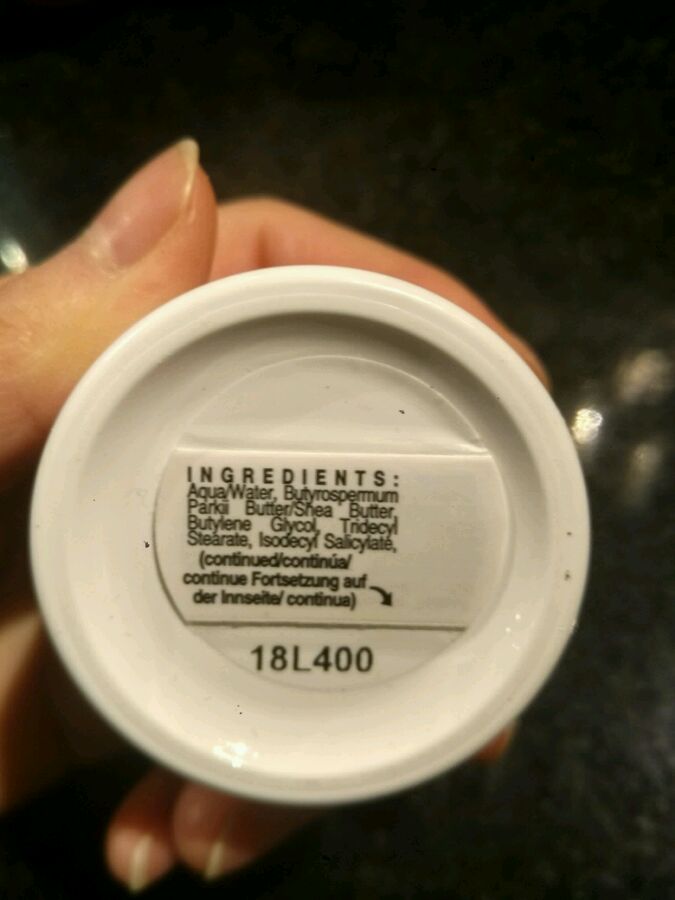 INGREDIENTS:
Aqua/Water, Butyrospermum
Parkii Butter/Shea Butter,
Butylene Glycol, Tridecyl
Stearate, Isodecyl Salicylate,
(continued/continúa/
continue Fortsetzung auf
der Innseite/ continua)
18L400